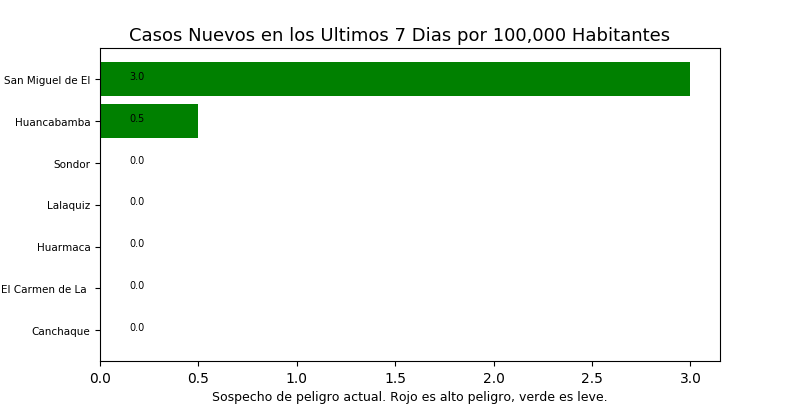 Casos Nuevos en los Ultimos 7 Dias por 100,000 Habitantes
San Miguel de El 3.0
Huancabamba 0.5
Sondor 0.0
Lalaquiz 0.0
Huarmaca 0.0
El Carmen de La 0.0
Canchaque 0.0
0.0 0.5 1.0 1.5 2.0 2.5 3.0
Sospecho de peligro actual. Rojo es alto peligro, verde es leve.